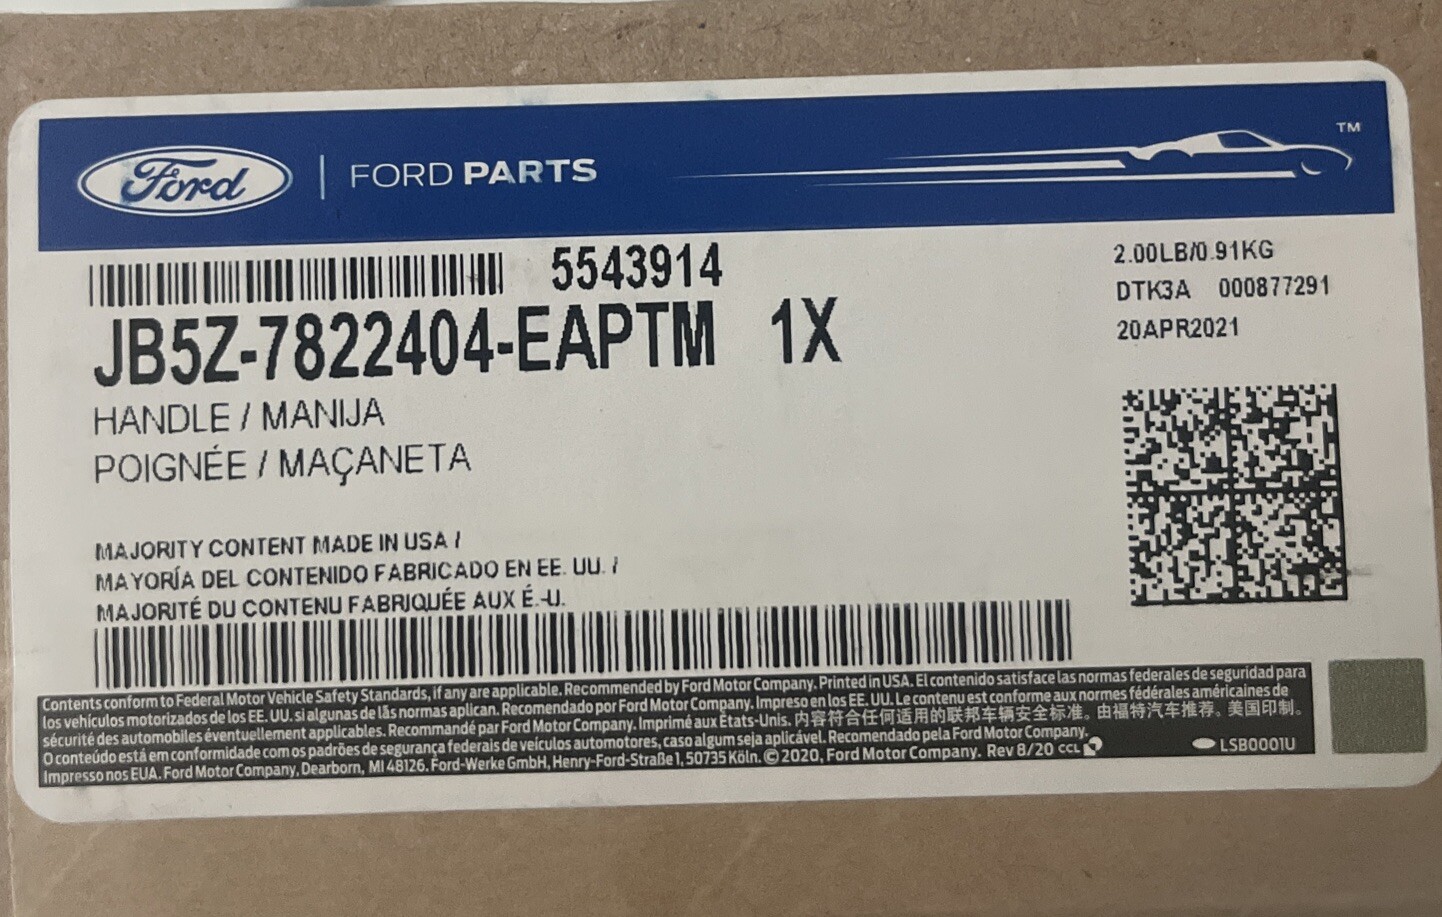 Ford | FORD PARTS
TM
5543914
2.00LB/0.91KG
DTK3A 000877291
20APR2021
JB5Z-7822404-EAPTM 1X
HANDLE / MANIJA
POIGNÉE / MAÇANETA
MAJORITY CONTENT MADE IN USA /
MAYORÍA DEL CONTENIDO FABRICADO EN EE. UU. /
MAJORITÉ DU CONTENU FABRIQUÉE AUX É.-U.
Contents conform to Federal Motor Vehicle Safety Standards, if any are applicable. Recommended by Ford Motor Company. Printed in USA. El contenido satisface las normas federales de seguridad para
los vehículos motorizados de los EE. UU. si algunas de lãs normas aplican. Recomendado por Ford Motor Company. Impreso en los EE. UU. Le contenu est conforme aux normes fédérales américaines de
sécurité des automobiles éventuellement applicables. Recommandé par Ford Motor Company. Imprimé aux États-Unis. 内容符合任何适用的联邦车辆安全标准。由福特汽车推荐。美国印制。
O conteúdo está em conformidade com os padrões de segurança federais de veículos automotores, caso algum seja aplicável. Recomendado pela Ford Motor Company.
Impresso nos EUA. Ford Motor Company, Dearborn, MI 48126. Ford-Werke GmbH, Henry-Ford-Straße 1, 50735 Köln. © 2020, Ford Motor Company. Rev 8/20 CCL
LSB0001U